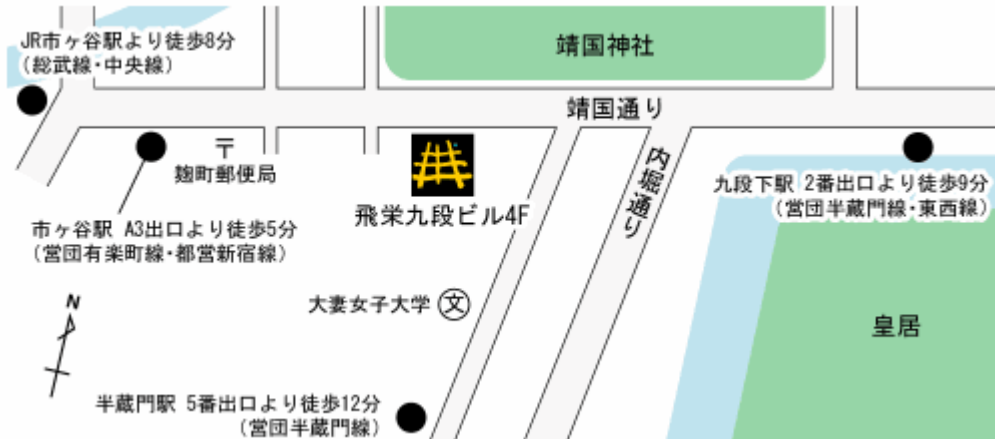 JR市ヶ谷駅より徒歩8分
(総武線・中央線)
靖国神社
靖国通り
〒
麹町郵便局
内堀通り
九段下駅 2番出口より徒歩9分
(営団半蔵門線・東西線)
飛栄九段ビル4F
市ヶ谷駅 A3出口より徒歩5分
(営団有楽町線・都営新宿線)
N
大妻女子大学 文
皇居
半蔵門駅 5番出口より徒歩12分
(営団半蔵門線)